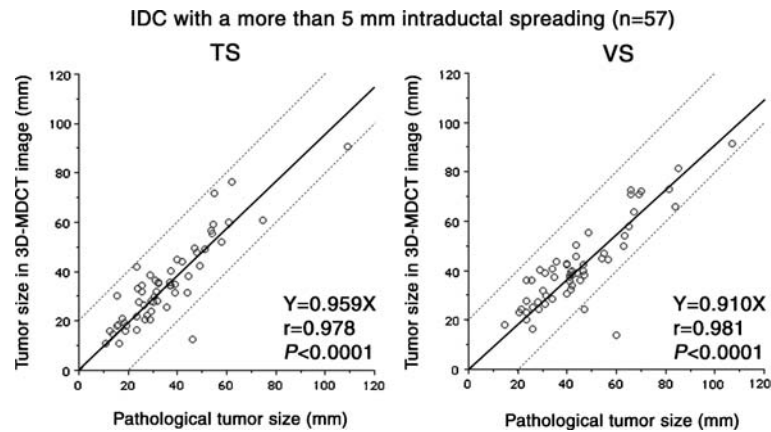 IDC with a more than 5 mm intraductal spreading (n=57)
TS
Tumor size in 3D-MDCT image (mm)
120
100
80
60
40
20
0
Y=0.959X
r=0.978
P<0.0001
0 20 40 60 80 100 120
Pathological tumor size (mm)
VS
Tumor size in 3D-MDCT image (mm)
120
100
80
60
40
20
0
Y=0.910X
r=0.981
P<0.0001
0 20 40 60 80 100 120
Pathological tumor size (mm)